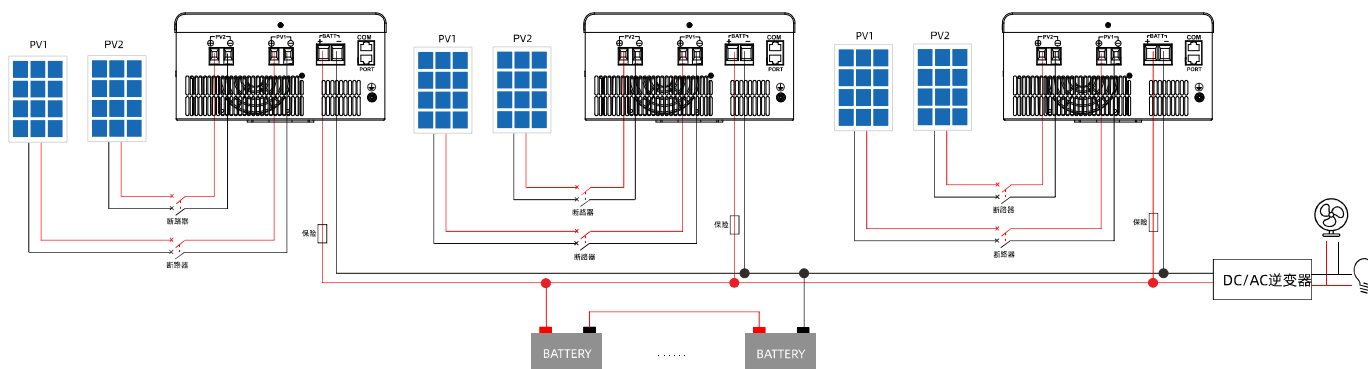 PV1
PV2
PV2
PV1
BATT
COM
PORT
断路器
断路器
保险
PV1
PV2
PV2
PV1
BATT
COM
PORT
断路器
断路器
保险
PV1
PV2
PV2
PV1
BATT
COM
PORT
断路器
断路器
保险
DC/AC逆变器
BATTERY
......
BATTERY